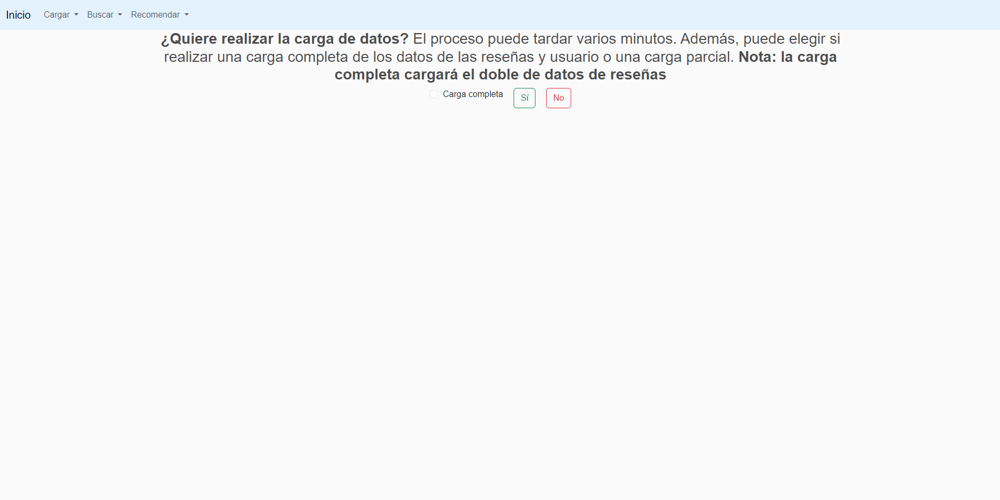 Inicio Cargar Buscar Recomendar
¿Quiere realizar la carga de datos? El proceso puede tardar varios minutos. Además, puede elegir si
realizar una carga completa de los datos de las reseñas y usuario o una carga parcial. Nota: la carga
completa cargará el doble de datos de reseñas
Carga completa Sí No